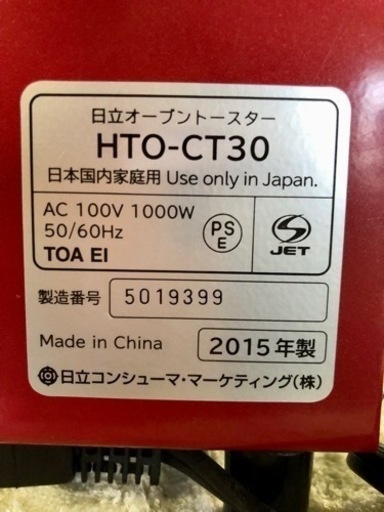 日立オーブントースター
HTO-CT30
日本国内家庭用 Use only in Japan.
AC 100V 1000W
50/60Hz
TOA EI
PS
E
JET
製造番号 5019399
Made in China 2015年製
日立コンシューマ・マーケティング(株)